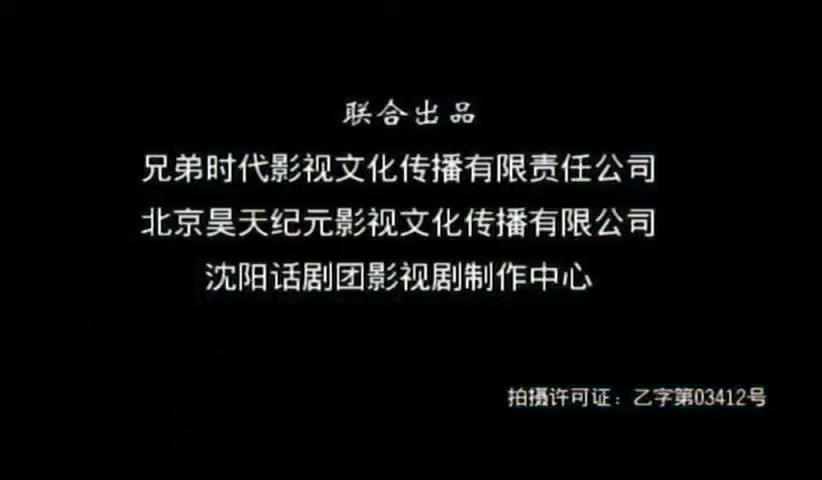 联合出品
兄弟时代影视文化传播有限责任公司
北京昊天纪元影视文化传播有限公司
沈阳话剧团影视剧制作中心
拍摄许可证：乙字第03412号